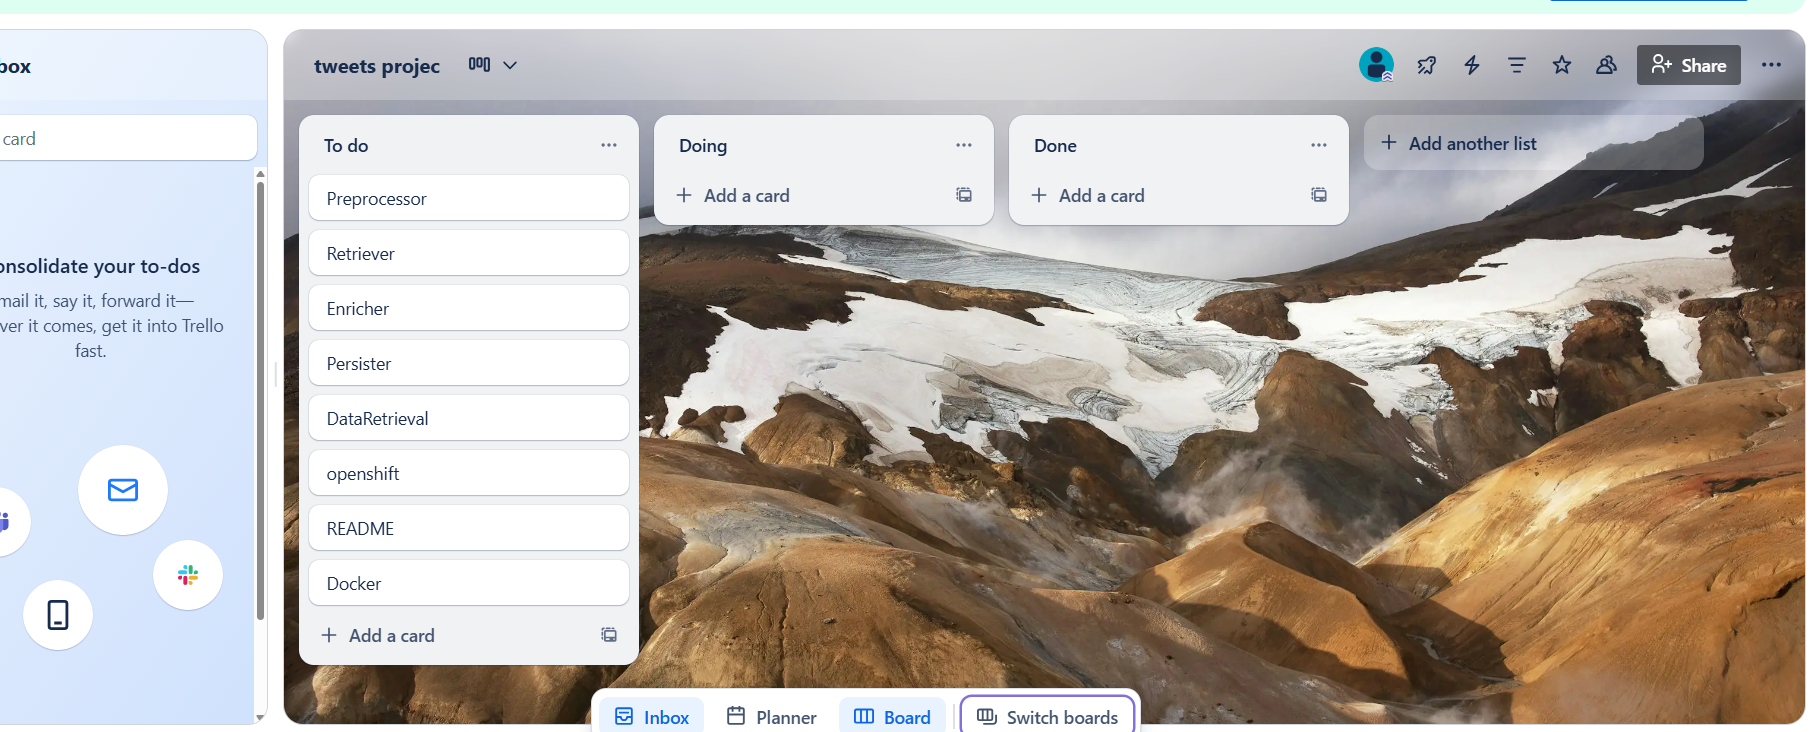 box
card
onsolidate your to-dos
mail it, say it, forward it—
ver it comes, get it into Trello
fast.
tweets projec
Share
To do
Preprocessor
Retriever
Enricher
Persister
DataRetrieval
openshift
README
Docker
Add a card
Doing
Add a card
Done
Add a card
Add another list
Inbox
Planner
Board
Switch boards